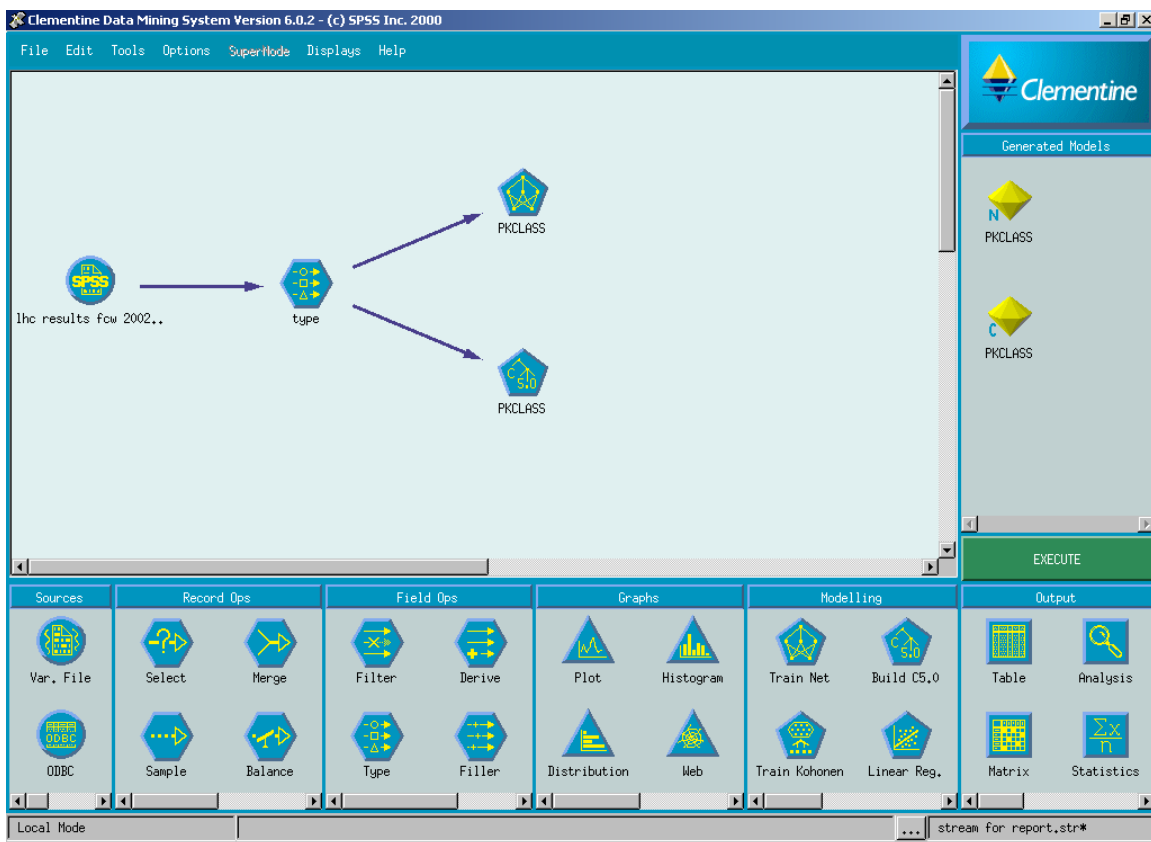 Clementine Data Mining System Version 6.0.2 - (c) SPSS Inc. 2000
File Edit Tools Options SuperNode Displays Help
Clementine
Generated Models
PKCLASS
SPSS
lhc results fcw 2002..
type
C 5.0
PKCLASS
N
PKCLASS
C
PKCLASS
EXECUTE
Sources Record Ops Field Ops Graphs Modelling Output
C 5.0
Var. File Select Merge Filter Derive Plot Histogram Train Net Build C5.0 Table Analysis
ODBC
Σx
n
ODBC Sample Balance Type Filler Distribution Web Train Kohonen Linear Reg. Matrix Statistics
Local Mode ... stream for report.str*